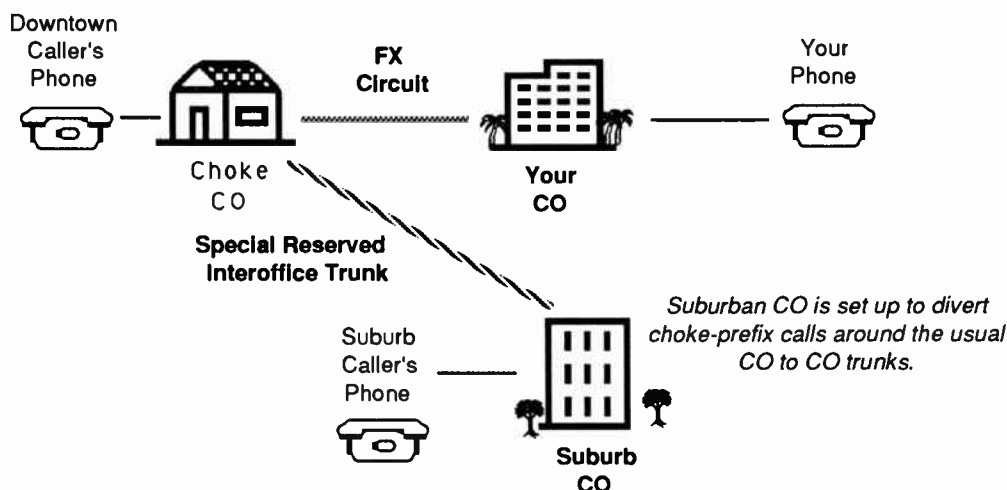 Downtown
Caller's
Phone
FX
Circuit
Your
Phone
Choke
CO
Your
CO
Special Reserved
Interoffice Trunk
Suburban CO is set up to divert
choke-prefix calls around the usual
CO to CO trunks.
Suburb
Caller's
Phone
Suburb
CO